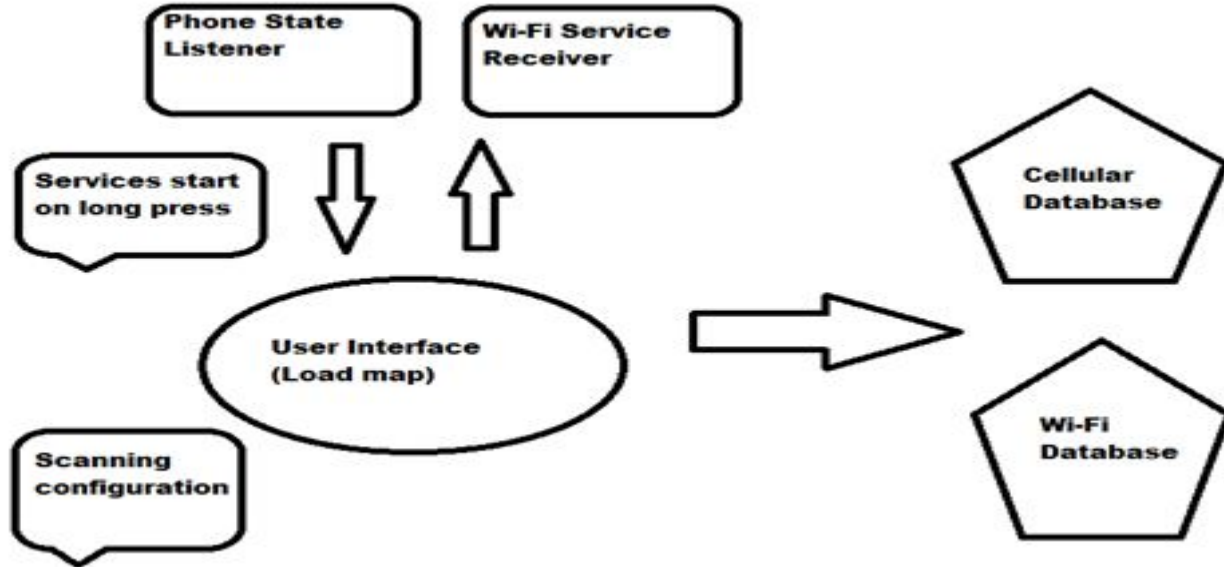 Phone State
Listener
Wi-Fi Service
Receiver
Services start
on long press
Cellular
Database
User Interface
(Load map)
Wi-Fi
Database
Scanning
configuration